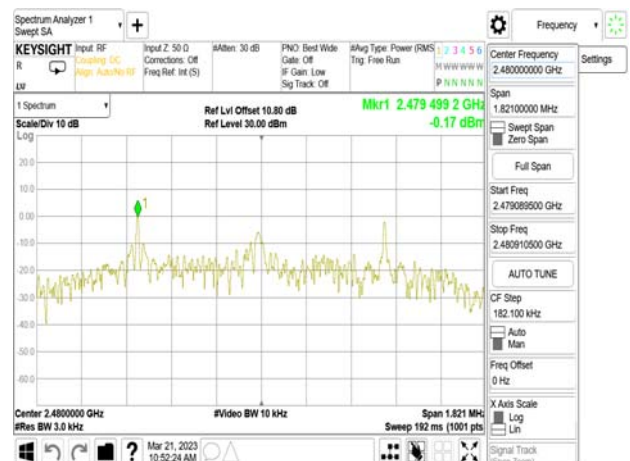 Spectrum Analyzer 1
Swept SA
+
Frequency
KEYSIGHT
R
Input: RF
Coupling: DC
Align: Auto/No RF
Input Z: 50 Ω
Corrections: Off
Freq Ref: Int (S)
#Atten: 30 dB
PNO: Best Wide
Gate: Off
IF Gain: Low
Sig Track: Off
#Avg Type: Power (RMS
Trig: Free Run
1 2 3 4 5 6
M W W W W W
P N N N N N
1 Spectrum
Scale/Div 10 dB
Log
Ref Lvl Offset 10.80 dB
Ref Level 30.00 dBm
Mkr1 2.479 499 2 GHz
-0.17 dBm
1
20.0
10.0
0.00
-10.0
-20.0
-30.0
-40.0
-50.0
-60.0
Center 2.4800000 GHz
#Res BW 3.0 kHz
#Video BW 10 kHz
Span 1.821 MHz
Sweep 192 ms (1001 pts
?
Mar 21, 2023
10:52:24 AM
Center Frequency
2.480000000 GHz
Settings
Span
1.82100000 MHz
Swept Span
Zero Span
Full Span
Start Freq
2.479089500 GHz
Stop Freq
2.480910500 GHz
AUTO TUNE
CF Step
182.100 kHz
Auto
Man
Freq Offset
0 Hz
X Axis Scale
Log
Lin
Signal Track